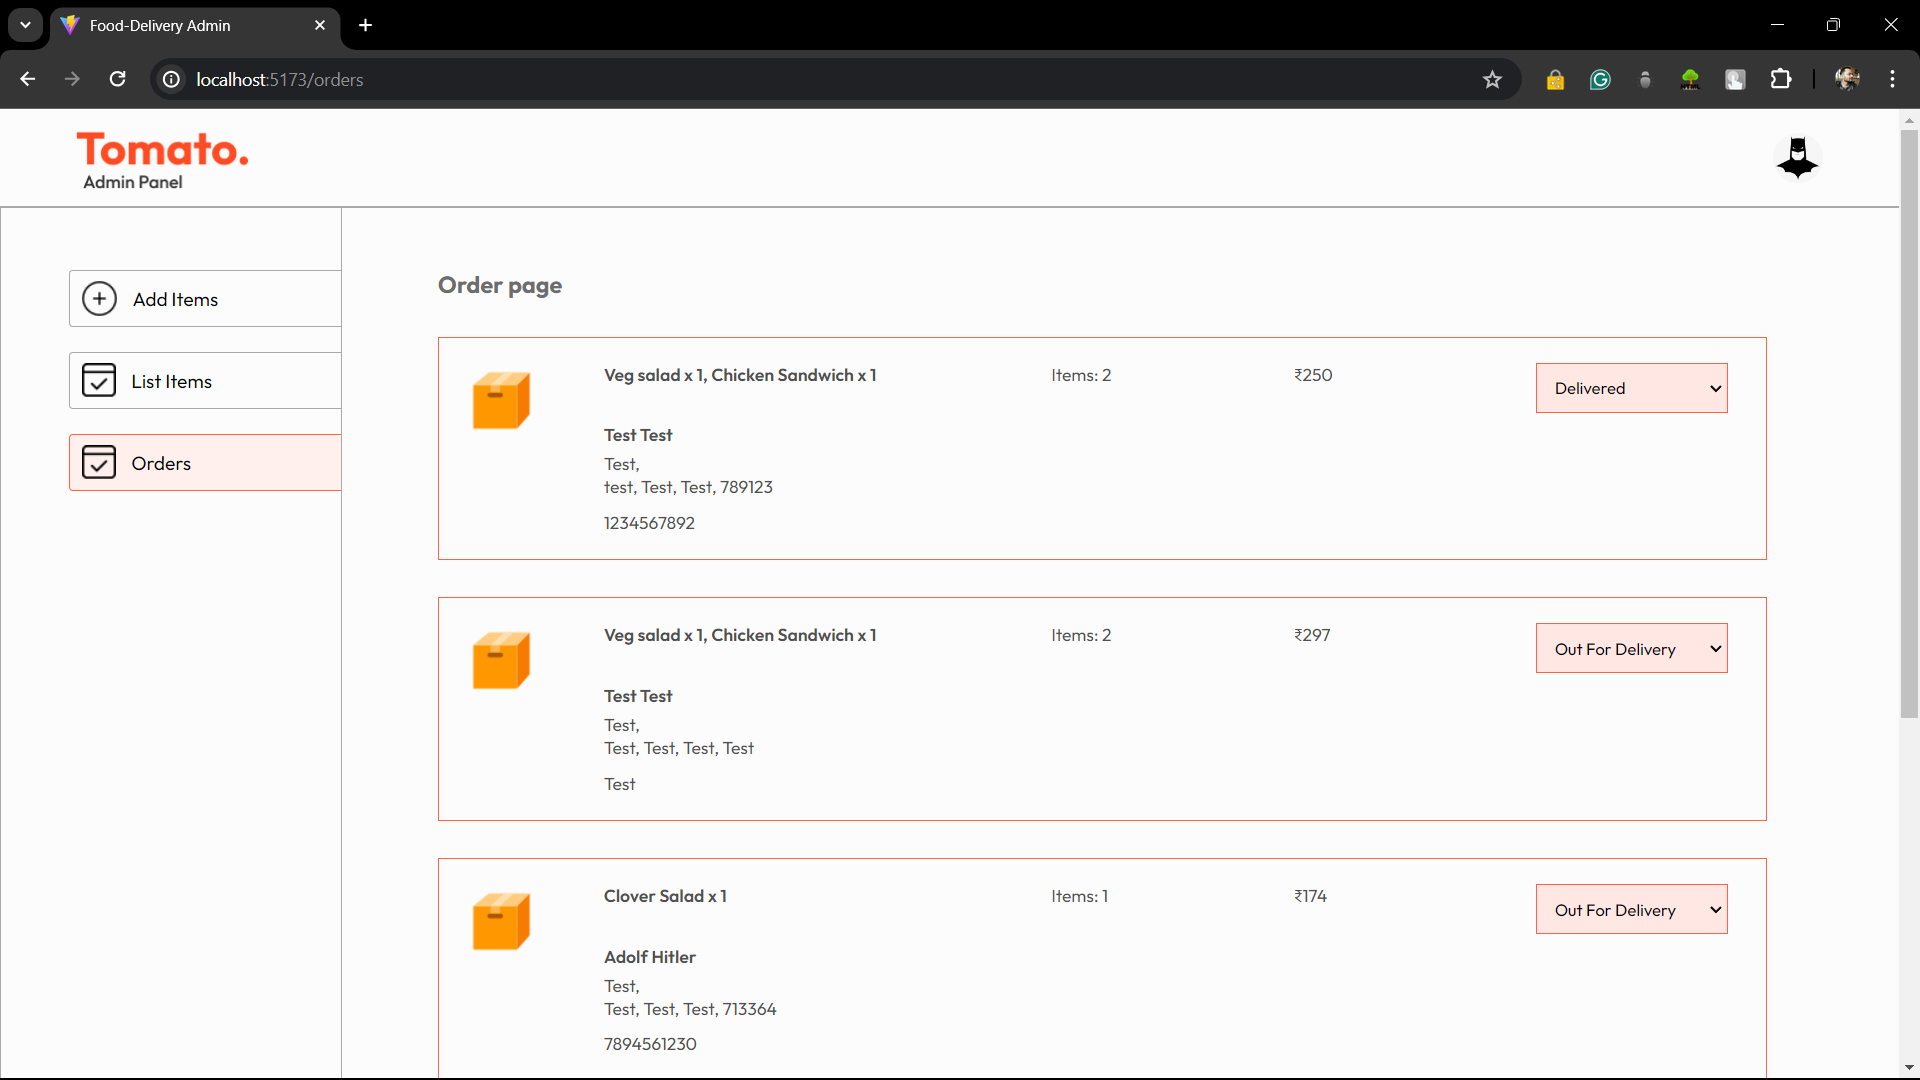 Food-Delivery Admin
localhost:5173/orders
Tomato.
Admin Panel
Add Items
List Items
Orders
Order page
Veg salad x 1, Chicken Sandwich x 1
Items: 2
₹250
Delivered
Test Test
Test,
test, Test, Test, 789123
1234567892
Veg salad x 1, Chicken Sandwich x 1
Items: 2
₹297
Out For Delivery
Test Test
Test,
Test, Test, Test, Test
Test
Clover Salad x 1
Items: 1
₹174
Out For Delivery
Adolf Hitler
Test,
Test, Test, Test, 713364
7894561230